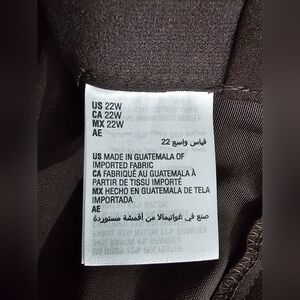 US 22W
CA 22W
MX 22W
AE
قياس واسع 22
US MADE IN GUATEMALA OF
IMPORTED FABRIC
CA FABRIQUÉ AU GUATEMALA À
PARTIR DE TISSU IMPORTÉ
MX HECHO EN GUATEMALA DE TELA
IMPORTADA
AE
صنع في غواتيمالا من أقمشة مستوردة